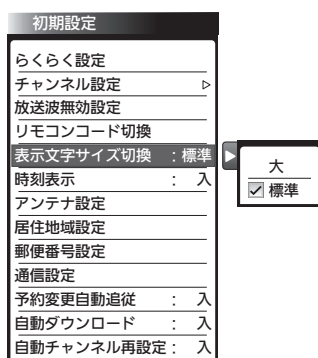 初期設定
らくらく設定
チャンネル設定
放送波無効設定
リモコンコード切換
表示文字サイズ切換 : 標準
時刻表示 : 入
アンテナ設定
居住地域設定
郵便番号設定
通信設定
予約変更自動追従 : 入
自動ダウンロード : 入
自動チャンネル再設定 : 入
大
標準